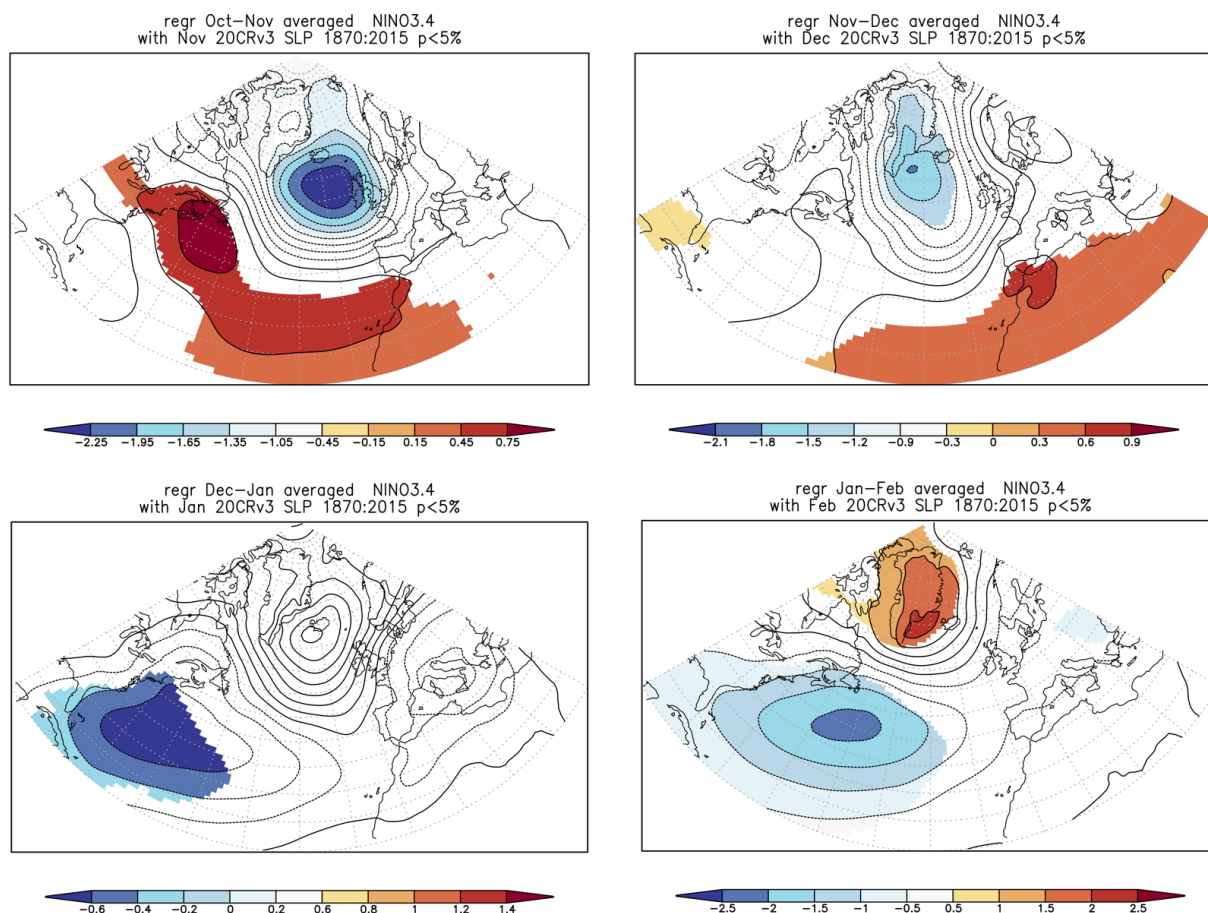 regr Oct-Nov averaged NINO3.4
with Nov 20CRv3 SLP 1870:2015 p<5%
-2.25 -1.95 -1.65 -1.35 -1.05 -0.45 -0.15 0.15 0.45 0.75
regr Nov-Dec averaged NINO3.4
with Dec 20CRv3 SLP 1870:2015 p<5%
-2.1 -1.8 -1.5 -1.2 -0.9 -0.3 0 0.3 0.6 0.9
regr Dec-Jan averaged NINO3.4
with Jan 20CRv3 SLP 1870:2015 p<5%
-0.6 -0.4 -0.2 0 0.2 0.6 0.8 1 1.2 1.4
regr Jan-Feb averaged NINO3.4
with Feb 20CRv3 SLP 1870:2015 p<5%
-2.5 -2 -1.5 -1 -0.5 0.5 1 1.5 2 2.5